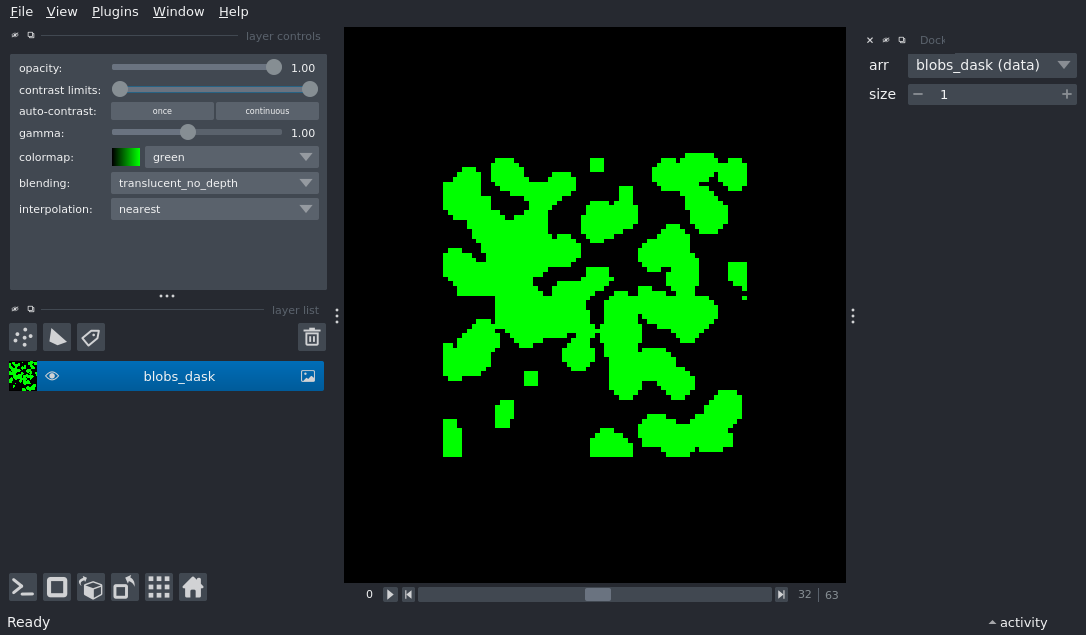 File View Plugins Window Help
layer controls
opacity: 1.00
contrast limits:
auto-contrast: once continuous
gamma: 1.00
colormap: green
blending: translucent_no_depth
interpolation: nearest
layer list
blobs_dask
0 32 63
Dock
arr blobs_dask (data)
size 1
Ready
activity